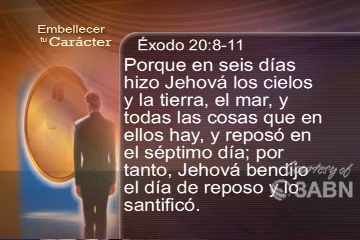 Embellecer
tu Carácter
Éxodo 20:8-11
Porque en seis días
hizo Jehová los cielos
y la tierra, el mar, y
todas las cosas que en
ellos hay, y reposó en
el séptimo día; por
tanto, Jehová bendijo
el día de reposo y lo
santificó.
Courtesy of
3ABN